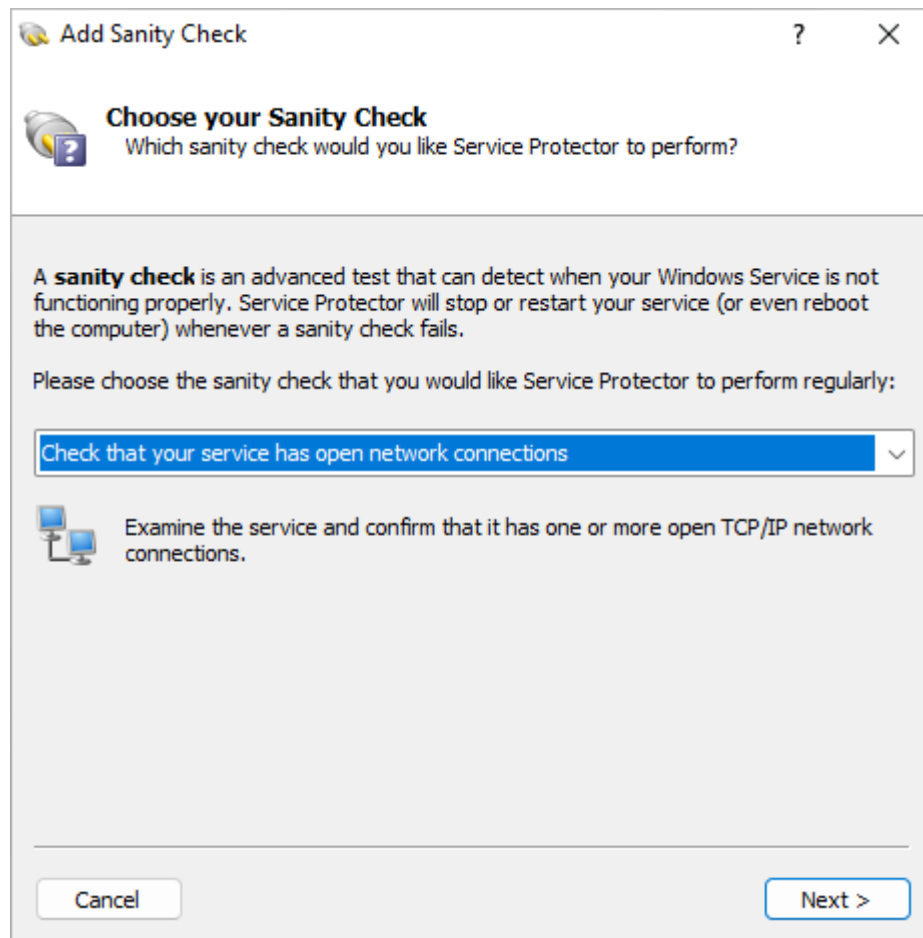 Add Sanity Check
?
Choose your Sanity Check
Which sanity check would you like Service Protector to perform?
A sanity check is an advanced test that can detect when your Windows Service is not
functioning properly. Service Protector will stop or restart your service (or even reboot
the computer) whenever a sanity check fails.
Please choose the sanity check that you would like Service Protector to perform regularly:
Check that your service has open network connections
Examine the service and confirm that it has one or more open TCP/IP network
connections.
Cancel
Next >